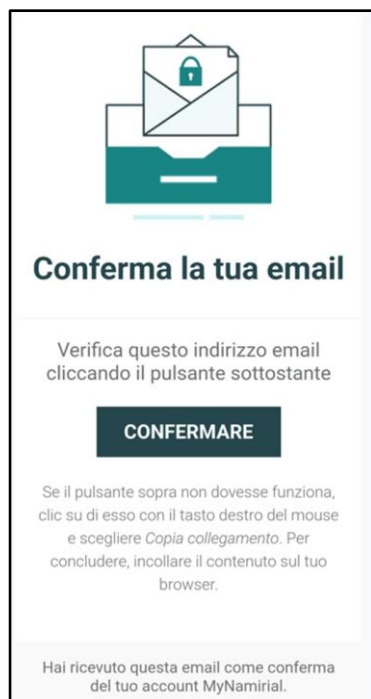 Conferma la tua email
Verifica questo indirizzo email
cliccando il pulsante sottostante
CONFERMARE
Se il pulsante sopra non dovesse funziona,
clic su di esso con il tasto destro del mouse
e scegliere Copia collegamento. Per
concludere, incollare il contenuto sul tuo
browser.
Hai ricevuto questa email come conferma
del tuo account MyNamirial.